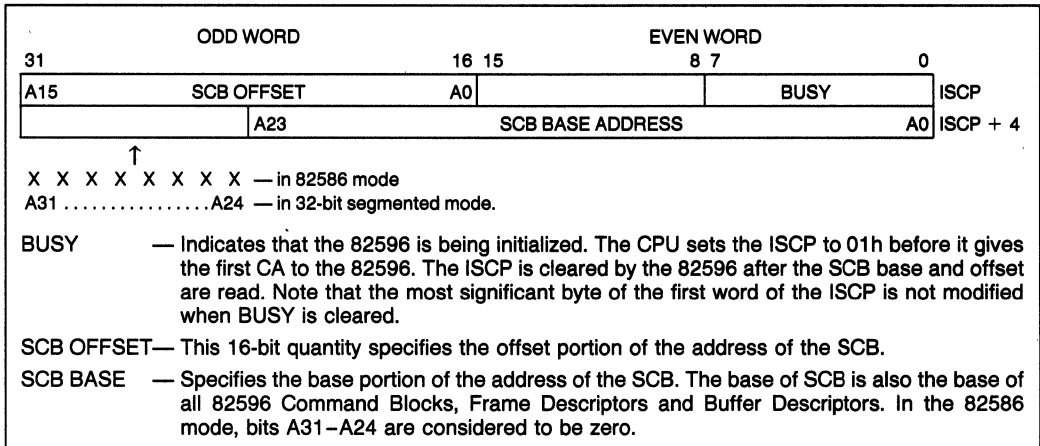 ODD WORD EVEN WORD
31 16 15 8 7 0
A15 SCB OFFSET A0 BUSY ISCP
A23 SCB BASE ADDRESS A0 ISCP + 4
↑
X X X X X X X X — in 82586 mode
A31 ................A24 — in 32-bit segmented mode.
BUSY — Indicates that the 82596 is being initialized. The CPU sets the ISCP to 01h before it gives
the first CA to the 82596. The ISCP is cleared by the 82596 after the SCB base and offset
are read. Note that the most significant byte of the first word of the ISCP is not modified
when BUSY is cleared.
SCB OFFSET— This 16-bit quantity specifies the offset portion of the address of the SCB.
SCB BASE — Specifies the base portion of the address of the SCB. The base of SCB is also the base of
all 82596 Command Blocks, Frame Descriptors and Buffer Descriptors. In the 82586
mode, bits A31–A24 are considered to be zero.